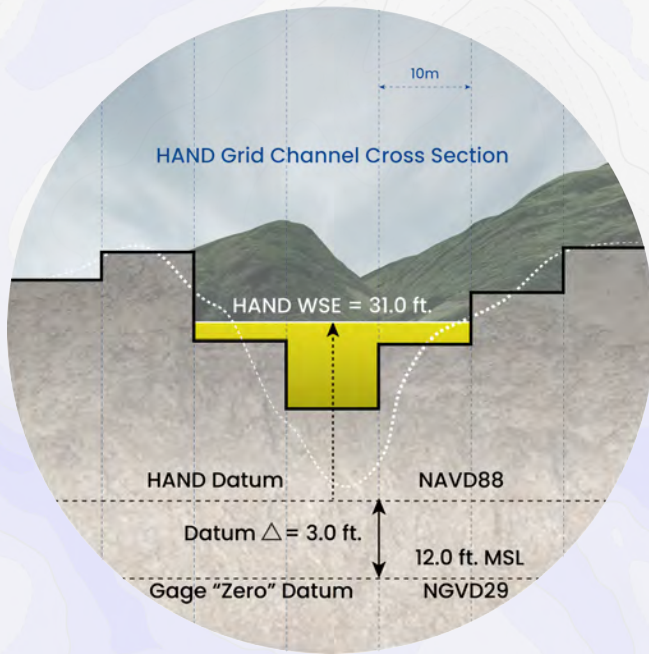 10m
HAND Grid Channel Cross Section
HAND WSE = 31.0 ft.
HAND Datum NAVD88
Datum △ = 3.0 ft.
12.0 ft. MSL
Gage “Zero” Datum NGVD29